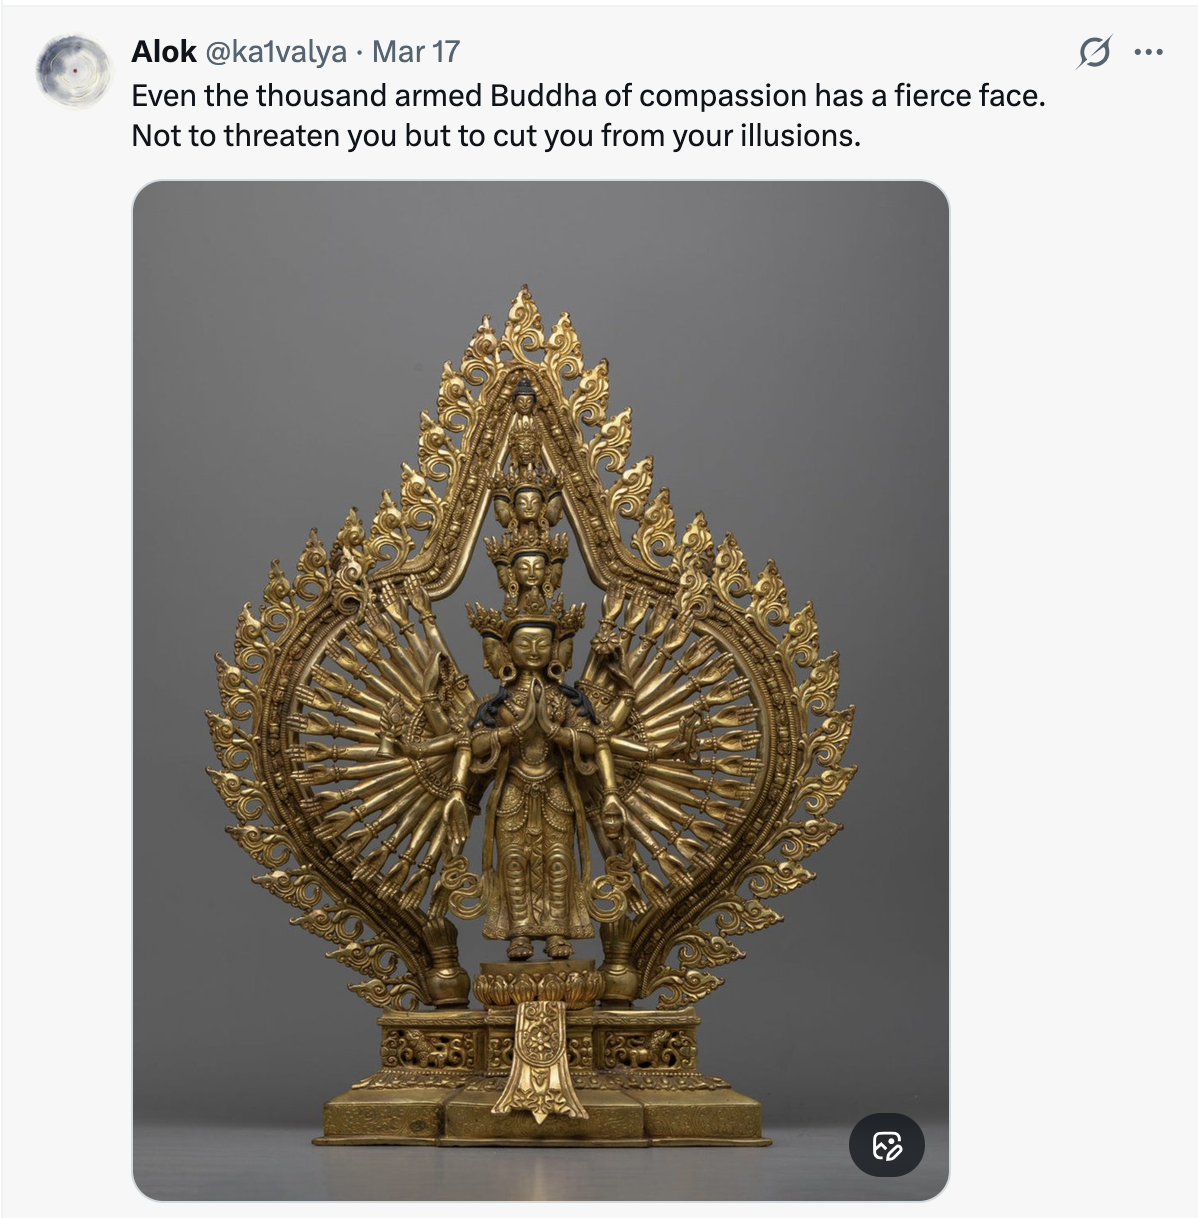 Alok @ka1valya · Mar 17
Even the thousand armed Buddha of compassion has a fierce face.
Not to threaten you but to cut you from your illusions.